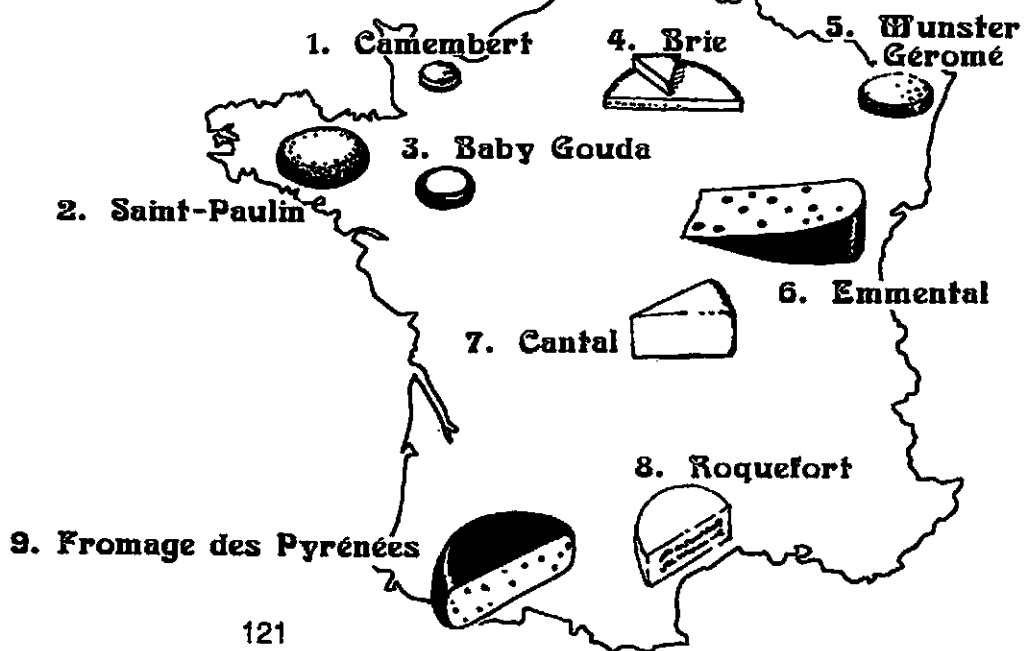 1. Camembert
4. Brie
5. Munster
Géromé
3. Baby Gouda
2. Saint-Paulin
6. Emmental
7. Cantal
8. Roquefort
9. Fromage des Pyrénées
121